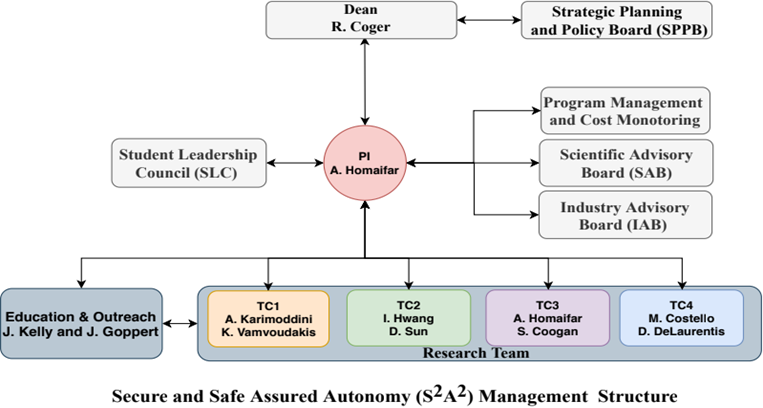 Dean
R. Coger
Strategic Planning
and Policy Board (SPPB)
Program Management
and Cost Monotoring
Student Leadership
Council (SLC)
PI
A. Homaifar
Scientific Advisory
Board (SAB)
Industry Advisory
Board (IAB)
Education & Outreach
J. Kelly and J. Goppert
TC1
A. Karimoddini
K. Vamvoudakis
TC2
I. Hwang
D. Sun
TC3
A. Homaifar
S. Coogan
TC4
M. Costello
D. DeLaurentis
Research Team
Secure and Safe Assured Autonomy (S²A²) Management Structure